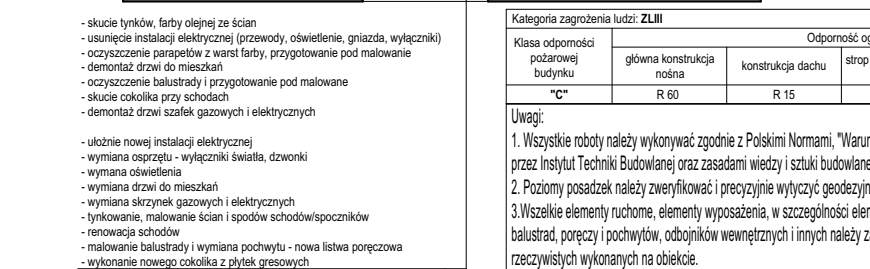 - skucie tynków, farby olejnej ze ścian
- usunięcie instalacji elektrycznej (przewody, oświetlenie, gniazda, wyłączniki)
- oczyszczenie parapetów z warst farby, przygotowanie pod malowanie
- demontaż drzwi do mieszkań
- oczyszczenie balustrady i przygotowanie pod malowane
- skucie cokolika przy schodach
- demontaż drzwi szafek gazowych i elektrycznych
- ułożnie nowej instalacji elektrycznej
- wymiana osprzętu - wyłączniki światła, dzwonki
- wymana oświetlenia
- wymiana drzwi do mieszkań
- wymiana skrzynek gazowych i elektrycznych
- tynkowanie, malowanie ścian i spodów schodów/spoczników
- renowacja schodów
- malowanie balustrady i wymiana pochwytu - nowa listwa poręczowa
- wykonanie nowego cokolika z płytek gresowych
Kategoria zagrożenia ludzi: ZLIII
Klasa odporności
pożarowej
budynku
Odporność og
główna konstrukcja
nośna
konstrukcja dachu
strop
"C"
R 60
R 15
Uwagi:
1. Wszystkie roboty należy wykonywać zgodnie z Polskimi Normami, "Warun
przez Instytut Techniki Budowlanej oraz zasadami wiedzy i sztuki budowlane
2. Poziomy posadzek należy zweryfikować i precyzyjnie wytyczyć geodezyjn
3.Wszelkie elementy ruchome, elementy wyposażenia, w szczególności elem
balustrad, poręczy i pochwytów, odbojników wewnętrznych i innych należy z
rzeczywistych wykonanych na obiekcie.